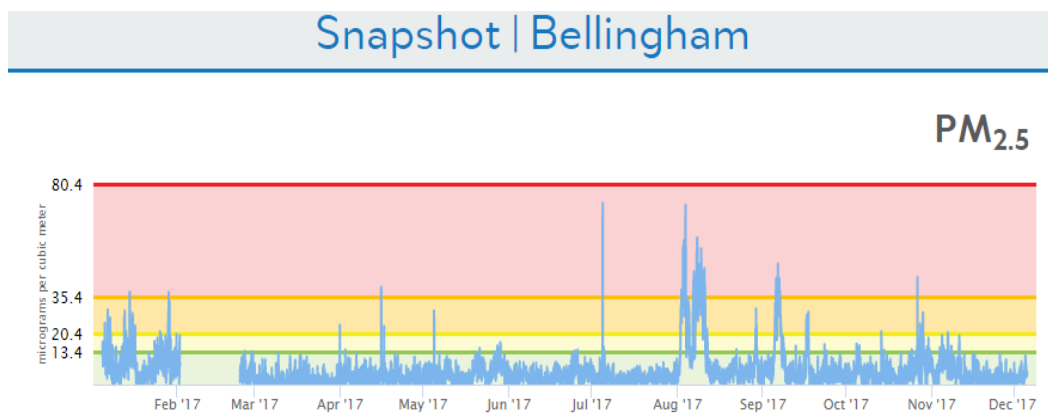 Snapshot | Bellingham
PM2.5
80.4
35.4
20.4
13.4
micrograms per cubic meter
Feb '17 Mar '17 Apr '17 May '17 Jun '17 Jul '17 Aug '17 Sep '17 Oct '17 Nov '17 Dec '17